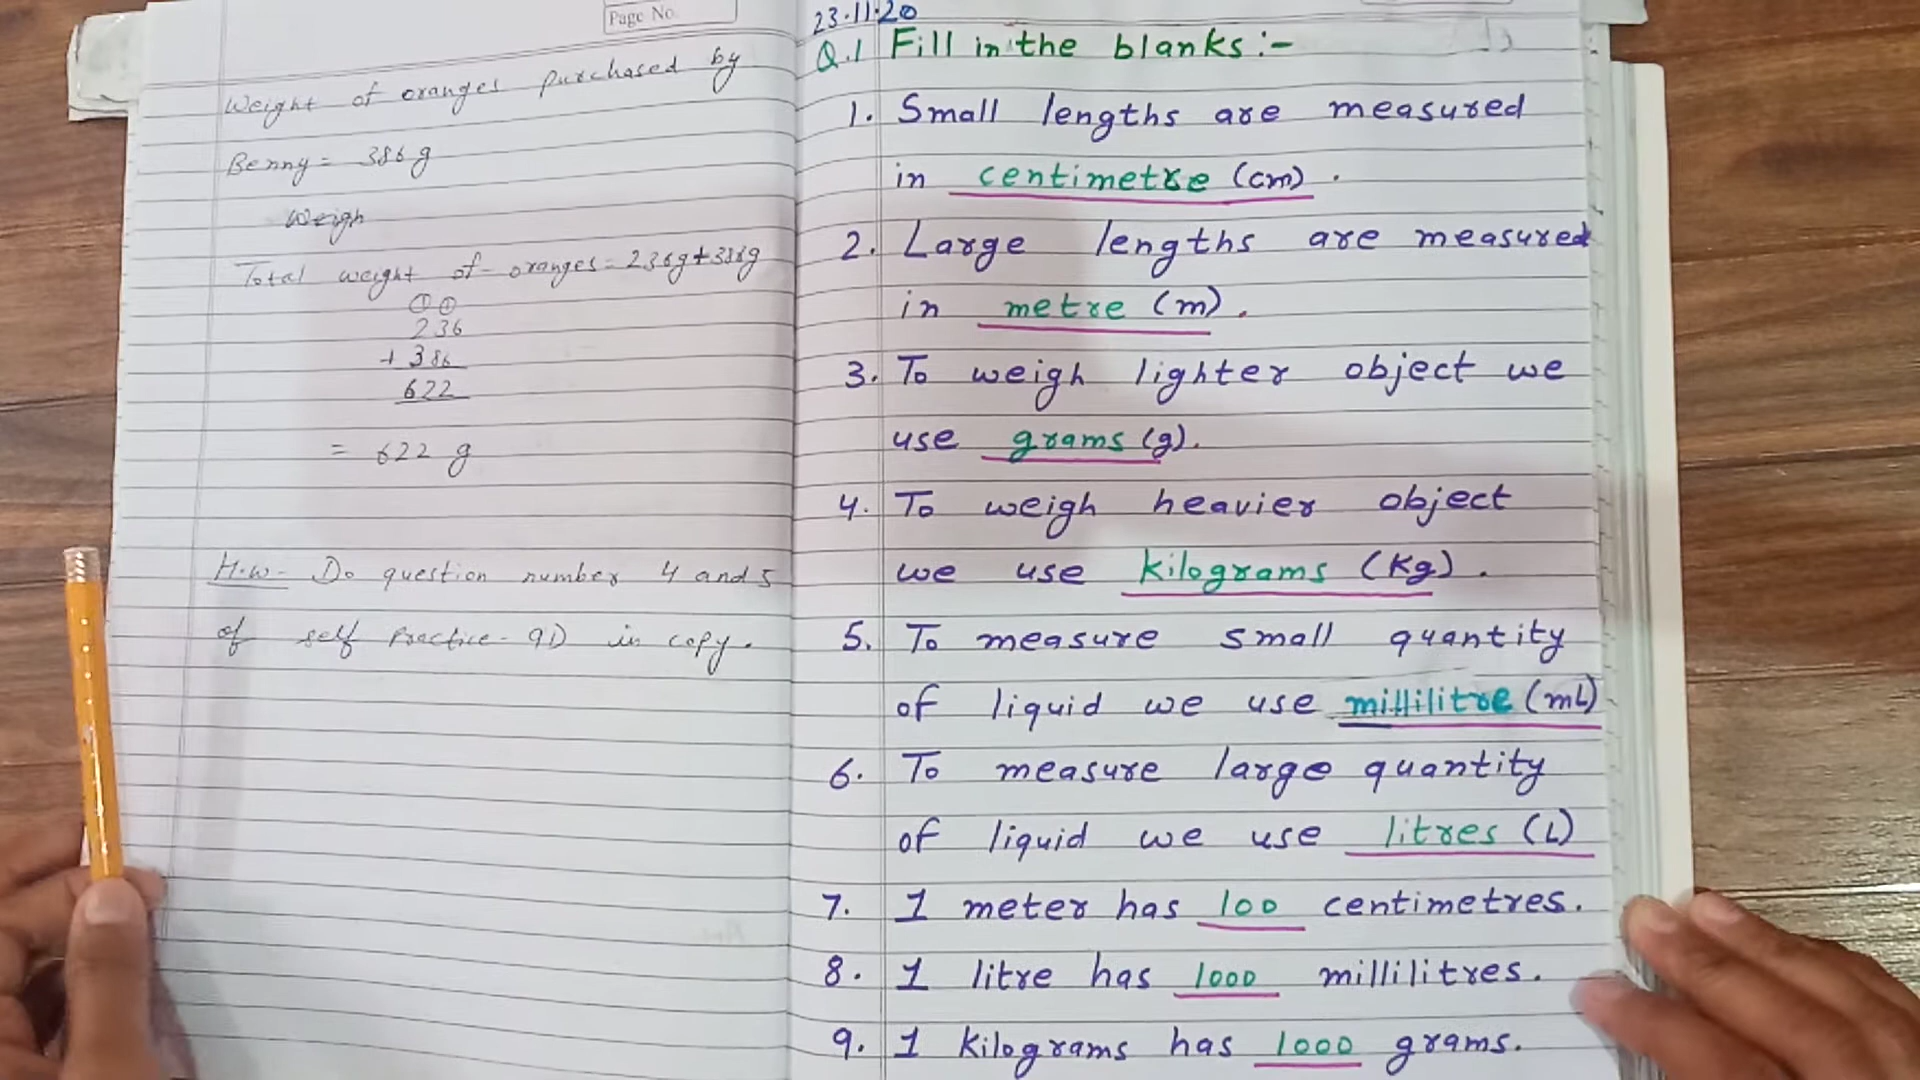 Page No.
Weight of oranges purchased by
Benny = 386 g
Weigh
Total weight of oranges = 236g+386g
① ①
236
+ 386
622
= 622 g
H.W- Do question number 4 and 5
of self Practice-9D in copy.
23.11.20
Q.1 Fill in the blanks :-
1. Small lengths are measured
in centimetre (cm) .
2. Large lengths are measured
in metre (m).
3. To weigh lighter object we
use grams (g).
4. To weigh heavier object
we use kilograms (Kg) .
5. To measure small quantity
of liquid we use millilitre (mL)
6. To measure large quantity
of liquid we use litres (L)
7. 1 meter has 100 centimetres.
8. 1 litre has 1000 millilitres.
9. 1 kilograms has 1000 grams.